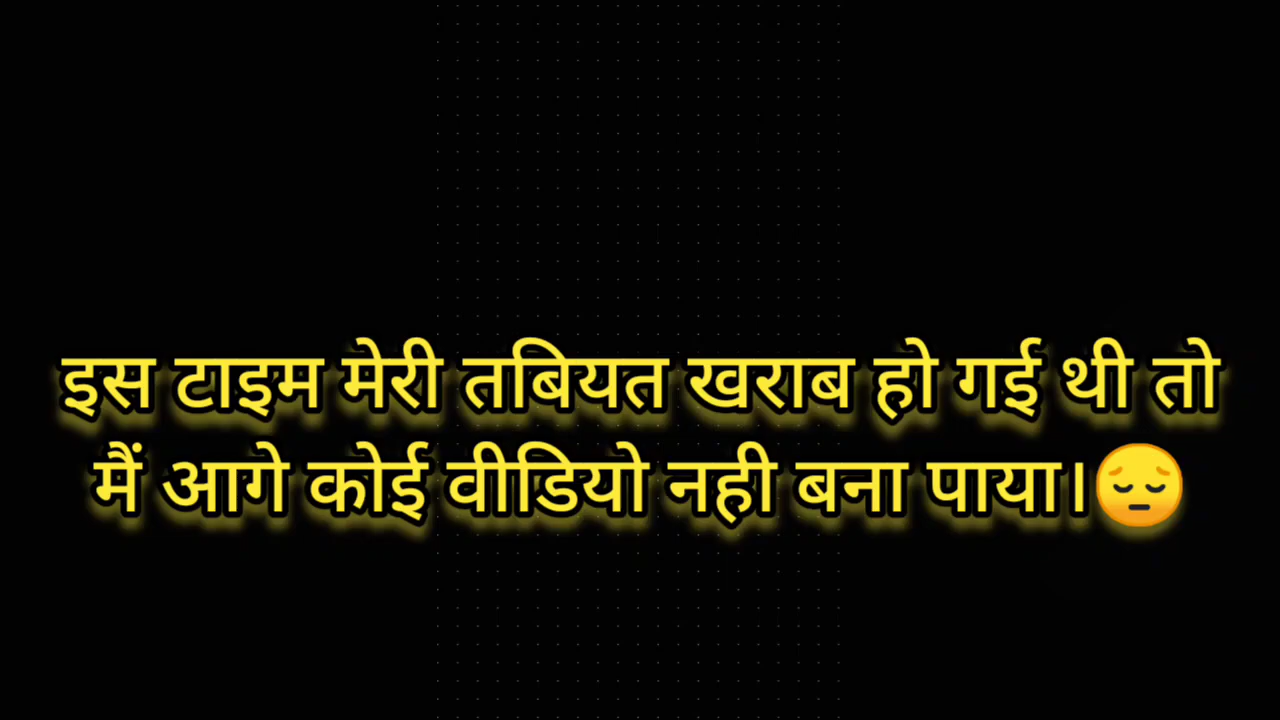 इस टाइम मेरी तबियत खराब हो गई थी तो
मैं आगे कोई वीडियो नही बना पाया।😔